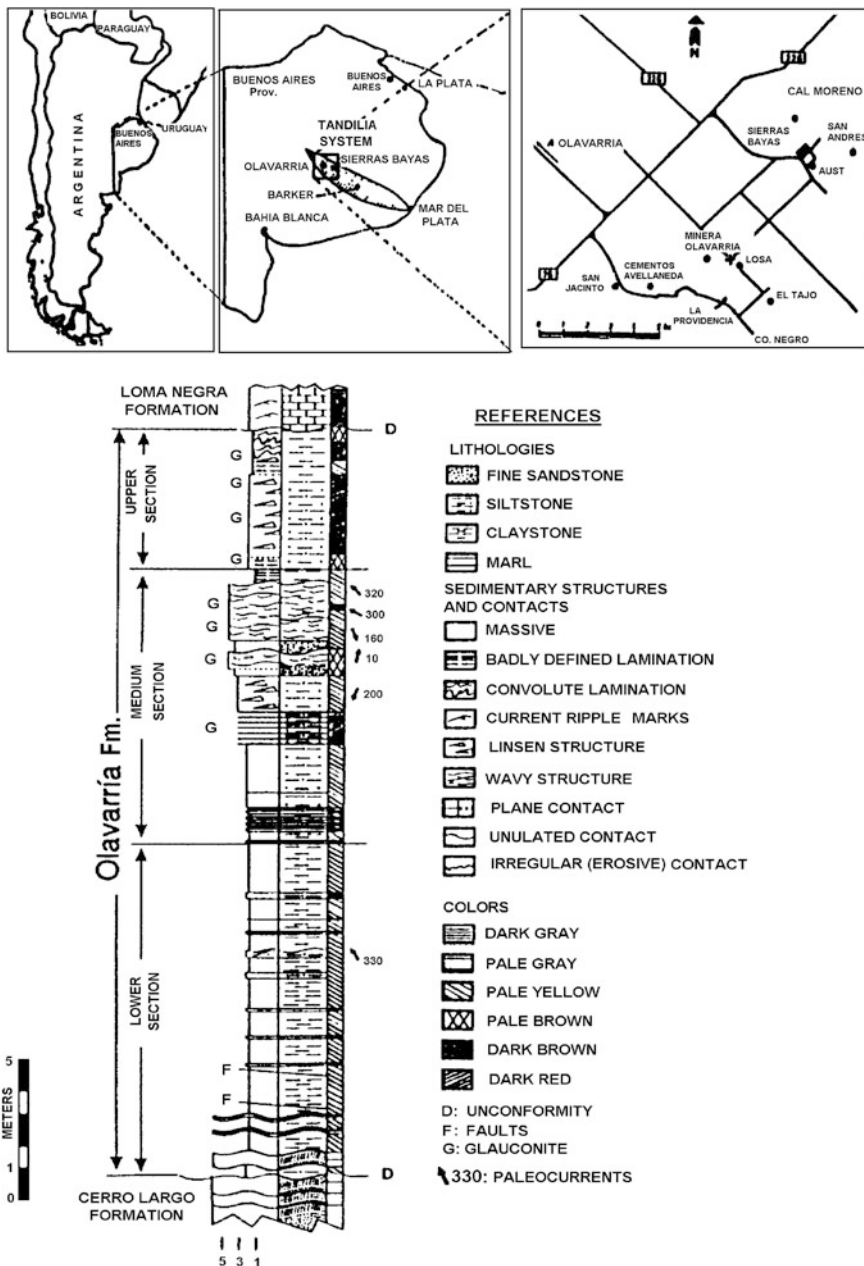 BOLIVIA
PARAGUAY
ARGENTINA
BUENOS
AIRES
URUGUAY
BUENOS AIRES
Prov.
BUENOS
AIRES
LA PLATA
TANDILIA
SYSTEM
OLAVARRIA
SIERRAS BAYAS
BARKER
MAR DEL
PLATA
BAHIA BLANCA
N
226
CAL MORENO
SIERRAS
BAYAS
SAN
ANDRES
A OLAVARRIA
AUST
MINERA
OLAVARRIA
LOSA
SAN
JACINTO
CEMENTOS
AVELLANEDA
EL TAJO
LA
PROVIDENCIA
CO. NEGRO
LOMA NEGRA
FORMATION
D
UPPER
SECTION
G
G
G
G
MEDIUM
SECTION
G
G
G
G
320
300
160
10
200
Olavarría Fm.
LOWER
SECTION
330
F
F
D
CERRO LARGO
FORMATION
5
METERS
1
0
5 3 1
REFERENCES
LITHOLOGIES
FINE SANDSTONE
SILTSTONE
CLAYSTONE
MARL
SEDIMENTARY STRUCTURES
AND CONTACTS
MASSIVE
BADLY DEFINED LAMINATION
CONVOLUTE LAMINATION
CURRENT RIPPLE MARKS
LINSEN STRUCTURE
WAVY STRUCTURE
PLANE CONTACT
UNULATED CONTACT
IRREGULAR (EROSIVE) CONTACT
COLORS
DARK GRAY
PALE GRAY
PALE YELLOW
PALE BROWN
DARK BROWN
DARK RED
D: UNCONFORMITY
F: FAULTS
G: GLAUCONITE
330: PALEOCURRENTS